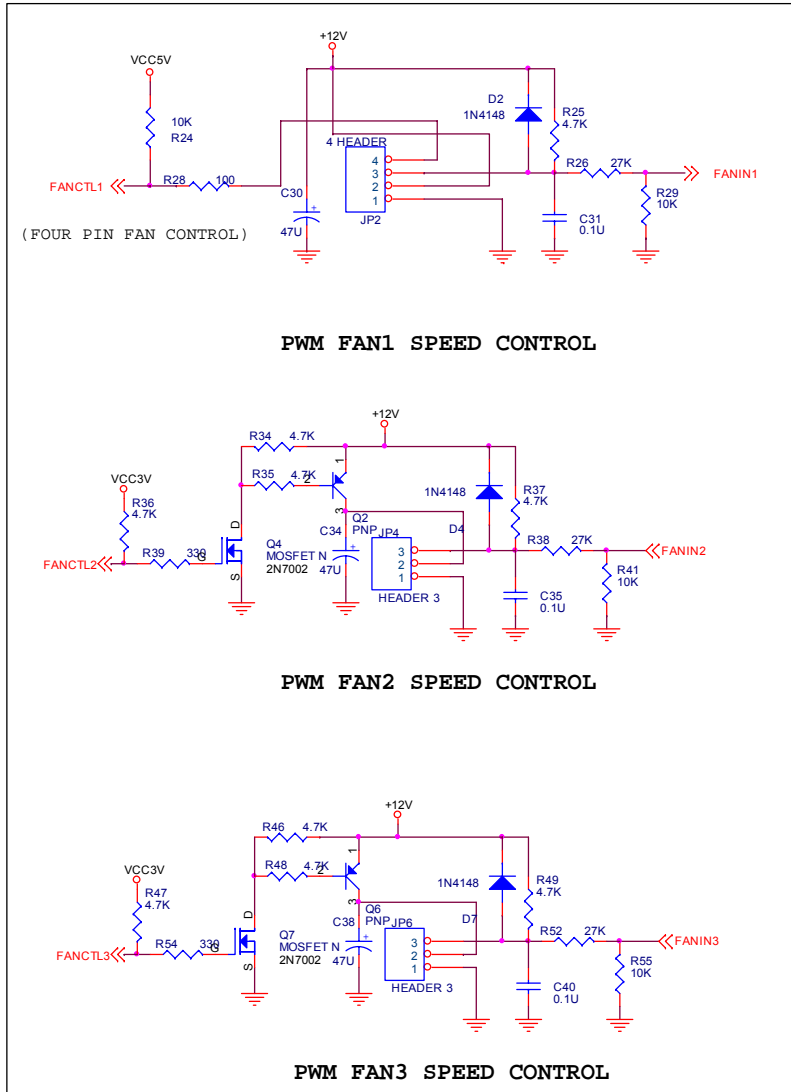 +12V
VCC5V
D2
1N4148
R25
4.7K
10K
R24
4 HEADER
4
3
2
1
JP2
R26 27K
FANCTL1
R28 100
FANIN1
C30
47U
R29
10K
C31
0.1U
(FOUR PIN FAN CONTROL)
PWM FAN1 SPEED CONTROL
+12V
R34 4.7K
1
VCC3V
R35 4.7K
2
R36
4.7K
1N4148
R37
4.7K
3
Q2
PNP
D
C34
JP4
D4
Q4
MOSFET N
2N7002
47U
3
2
1
R38 27K
FANCTL2
R39 330
G
FANIN2
S
R41
10K
HEADER 3
C35
0.1U
PWM FAN2 SPEED CONTROL
+12V
R46 4.7K
1
VCC3V
R48 4.7K
2
R47
4.7K
1N4148
R49
4.7K
3
Q6
PNP
D
C38
JP6
D7
Q7
MOSFET N
2N7002
47U
3
2
1
R52 27K
FANCTL3
R54 330
G
FANIN3
S
R55
10K
HEADER 3
C40
0.1U
PWM FAN3 SPEED CONTROL